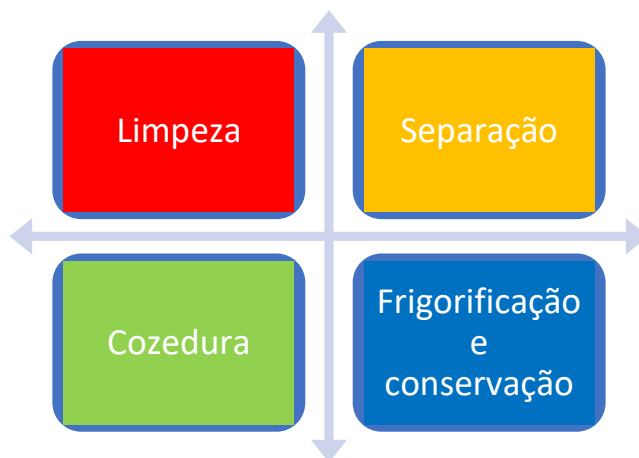 Limpeza
Separação
Cozedura
Frigorificação
e
conservação